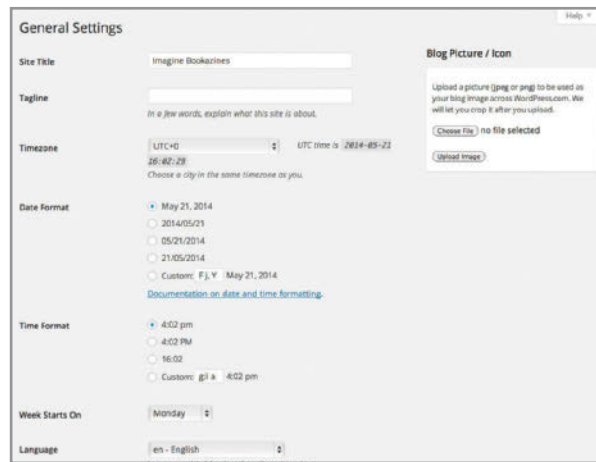 Help
General Settings
Site Title
Imagine Bookazines
Tagline
In a few words, explain what this site is about.
Timezone
UTC+0
UTC time is 2014-05-21
16:02:29
Choose a city in the same timezone as you.
Date Format
May 21, 2014
2014/05/21
05/21/2014
21/05/2014
Custom: F j, Y May 21, 2014
Documentation on date and time formatting.
Time Format
4:02 pm
4:02 PM
16:02
Custom: g:i a 4:02 pm
Week Starts On
Monday
Language
en - English
Blog Picture / Icon
Upload a picture (jpeg or png) to be used as
your blog image across WordPress.com. We
will let you crop it after you upload.
Choose File no file selected
Upload Image